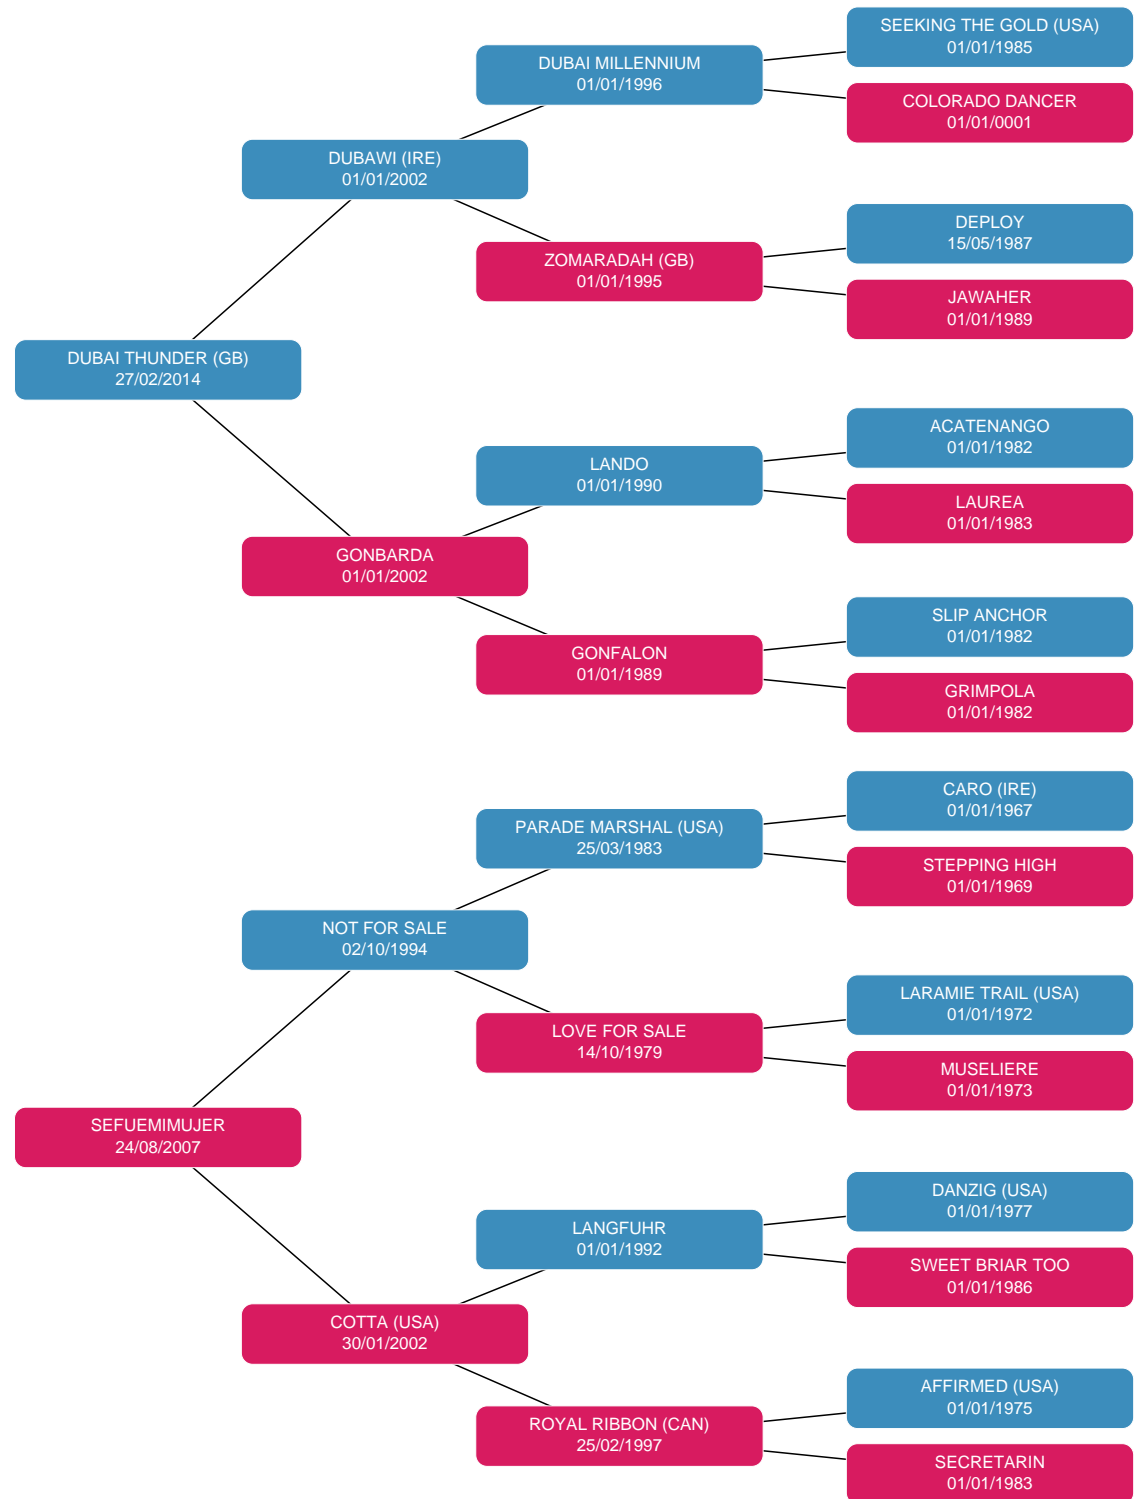 SEEKING THE GOLD (USA)
01/01/1985
DUBAI MILLENNIUM
01/01/1996
COLORADO DANCER
01/01/0001
DUBAWI (IRE)
01/01/2002
DEPLOY
15/05/1987
ZOMARADAH (GB)
01/01/1995
JAWAHER
01/01/1989
DUBAI THUNDER (GB)
27/02/2014
ACATENANGO
01/01/1982
LANDO
01/01/1990
LAUREA
01/01/1983
GONBARDA
01/01/2002
SLIP ANCHOR
01/01/1982
GONFALON
01/01/1989
GRIMPOLA
01/01/1982
CARO (IRE)
01/01/1967
PARADE MARSHAL (USA)
25/03/1983
STEPPING HIGH
01/01/1969
NOT FOR SALE
02/10/1994
LARAMIE TRAIL (USA)
01/01/1972
LOVE FOR SALE
14/10/1979
MUSELIERE
01/01/1973
SEFUEMIMUJER
24/08/2007
DANZIG (USA)
01/01/1977
LANGFUHR
01/01/1992
SWEET BRIAR TOO
01/01/1986
COTTA (USA)
30/01/2002
AFFIRMED (USA)
01/01/1975
ROYAL RIBBON (CAN)
25/02/1997
SECRETARIN
01/01/1983